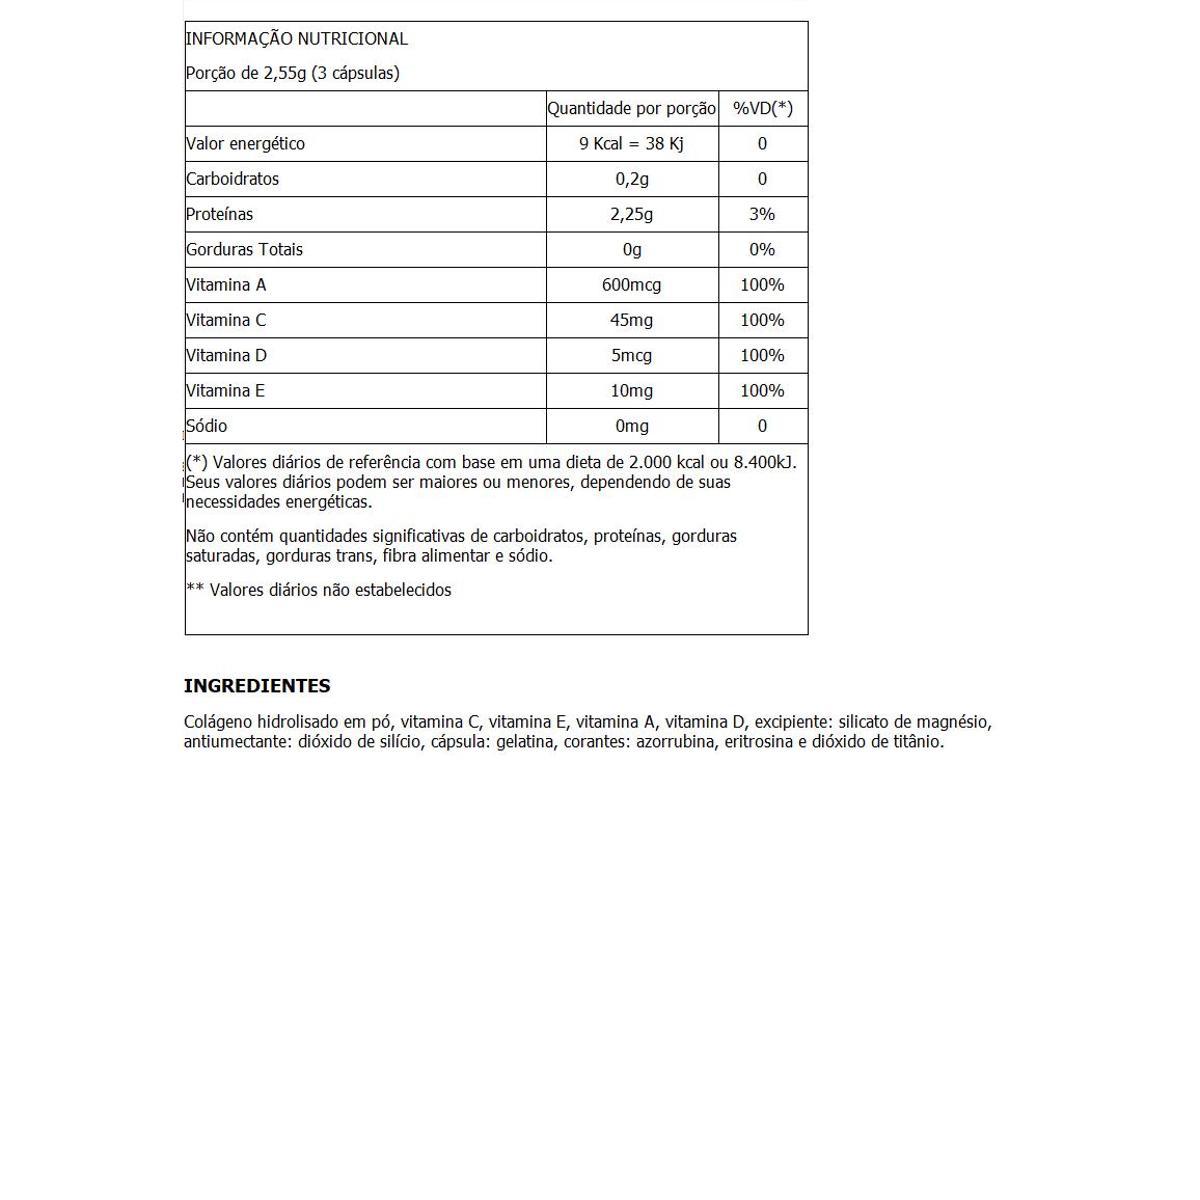 INFORMAÇÃO NUTRICIONAL
Porção de 2,55g (3 cápsulas)
Quantidade por porção %VD(*)
Valor energético 9 Kcal = 38 Kj 0
Carboidratos 0,2g 0
Proteínas 2,25g 3%
Gorduras Totais 0g 0%
Vitamina A 600mcg 100%
Vitamina C 45mg 100%
Vitamina D 5mcg 100%
Vitamina E 10mg 100%
Sódio 0mg 0
(*) Valores diários de referência com base em uma dieta de 2.000 kcal ou 8.400kJ.
Seus valores diários podem ser maiores ou menores, dependendo de suas
necessidades energéticas.
Não contém quantidades significativas de carboidratos, proteínas, gorduras
saturadas, gorduras trans, fibra alimentar e sódio.
** Valores diários não estabelecidos
INGREDIENTES
Colágeno hidrolisado em pó, vitamina C, vitamina E, vitamina A, vitamina D, excipiente: silicato de magnésio,
antiumectante: dióxido de silício, cápsula: gelatina, corantes: azorrubina, eritrosina e dióxido de titânio.